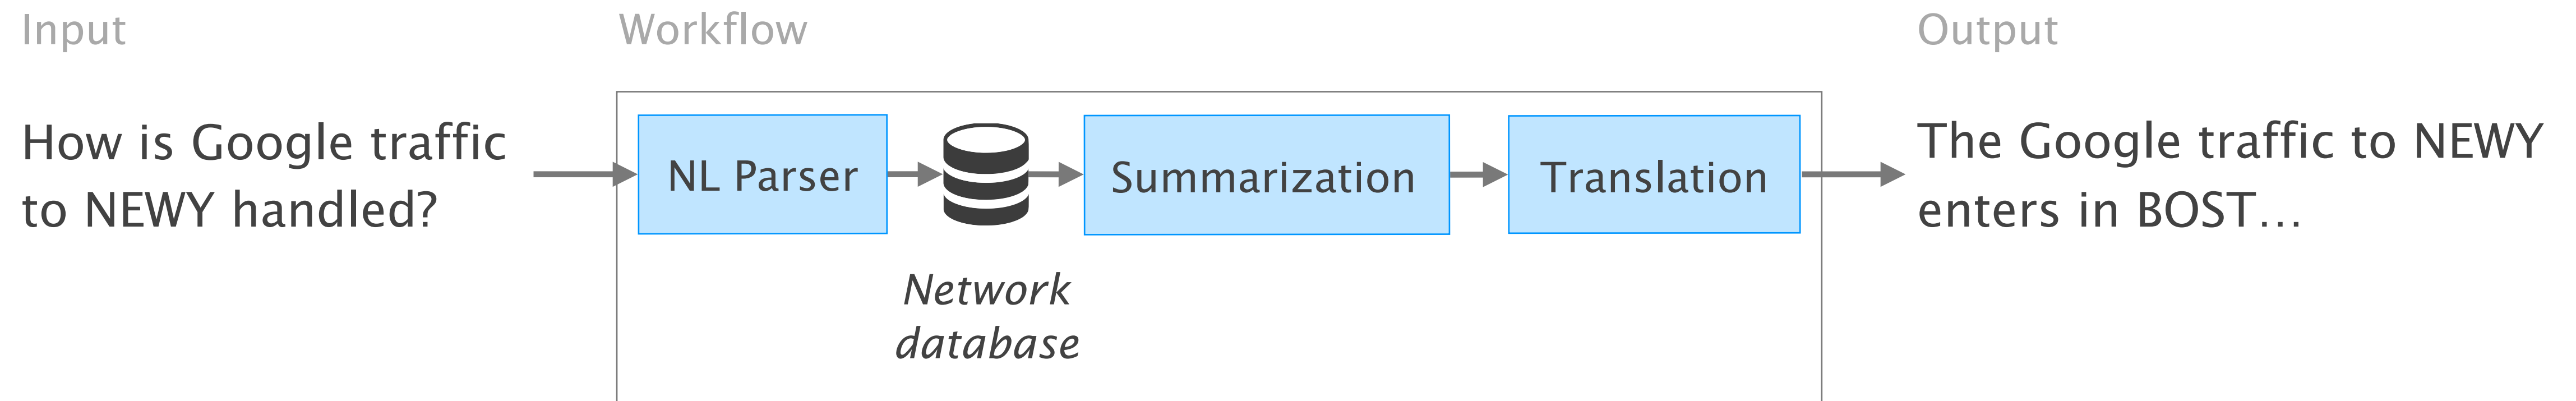 Input
Workflow
Output
How is Google traffic
to NEWY handled?
NL Parser
Network
database
Summarization
Translation
The Google traffic to NEWY
enters in BOST…